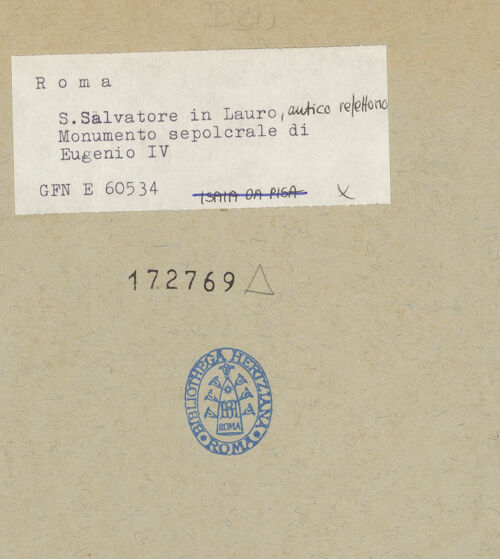 Roma
S.Salvatore in Lauro, antico refettorio
Monumento sepolcrale di
Eugenio IV
GFN E 60534 ISAIA DA PISA X
172769
BIBLIOTHECA HERTZIANA
ROMA
ROMA